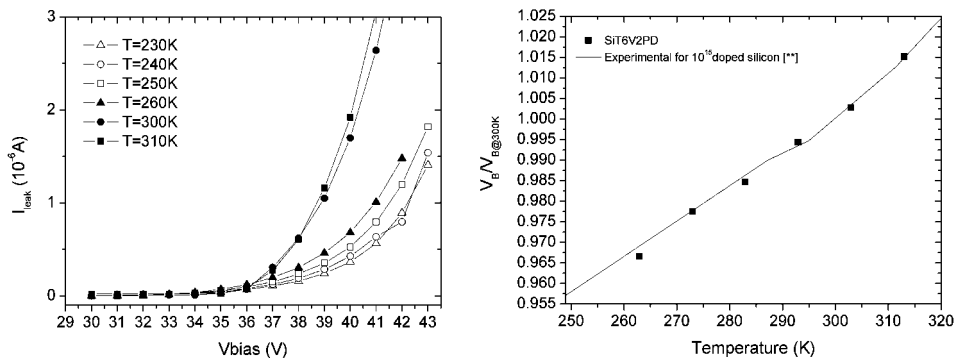 3
2
1
0
I_leak (10^-6 A)
T=230K
T=240K
T=250K
T=260K
T=300K
T=310K
29 30 31 32 33 34 35 36 37 38 39 40 41 42 43
Vbias (V)
1.025
1.020
1.015
1.010
1.005
1.000
0.995
0.990
0.985
0.980
0.975
0.970
0.965
0.960
0.955
V_B/V_B@300K
SiT6V2PD
Experimental for 10^15 doped silicon [**]
250 260 270 280 290 300 310 320
Temperature (K)